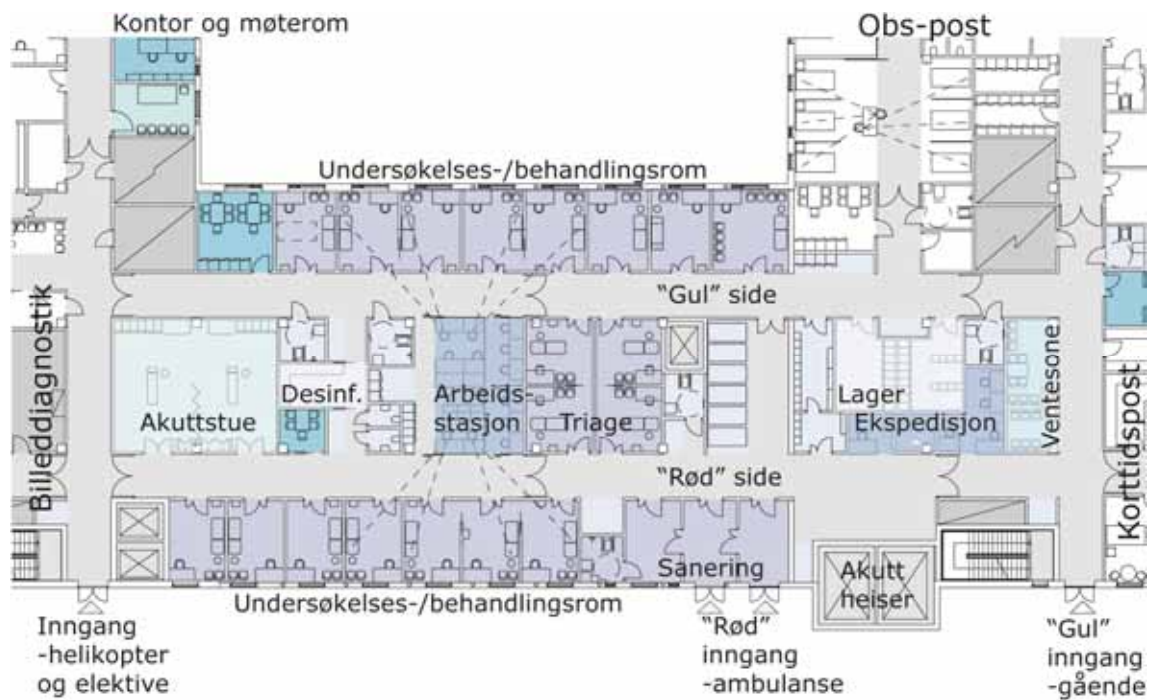 Kontor og møterom
Obs-post
Undersøkelses-/behandlingsrom
"Gul" side
Billeddiagnostik
Akuttstue
Desinf.
Arbeids-
stasjon
Triage
Lager
Ekspedisjon
Ventesone
Korttidspost
"Rød" side
Sanering
Akutt
heiser
Undersøkelses-/behandlingsrom
Inngang
-helikopter
og elektive
"Rød"
inngang
-ambulanse
"Gul"
inngang
-gående